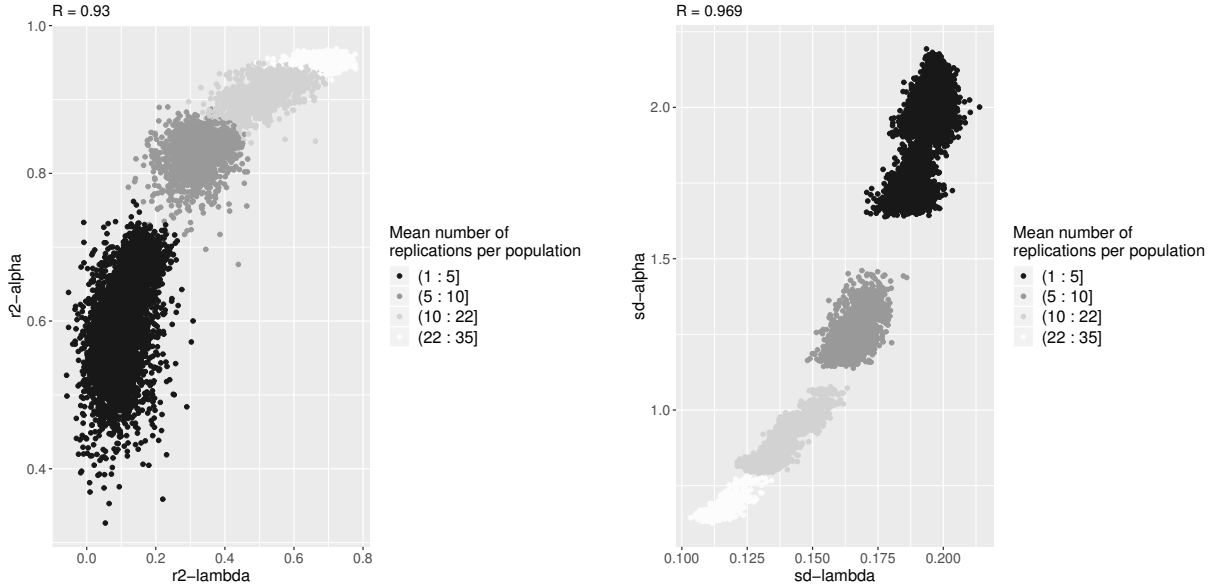 R = 0.93
1.0
0.8
0.6
0.4
r2−alpha
0.0
0.2
0.4
0.6
0.8
r2−lambda
Mean number of
replications per population
(1 : 5]
(5 : 10]
(10 : 22]
(22 : 35]
R = 0.969
2.0
1.5
1.0
sd−alpha
0.100
0.125
0.150
0.175
0.200
sd−lambda
Mean number of
replications per population
(1 : 5]
(5 : 10]
(10 : 22]
(22 : 35]